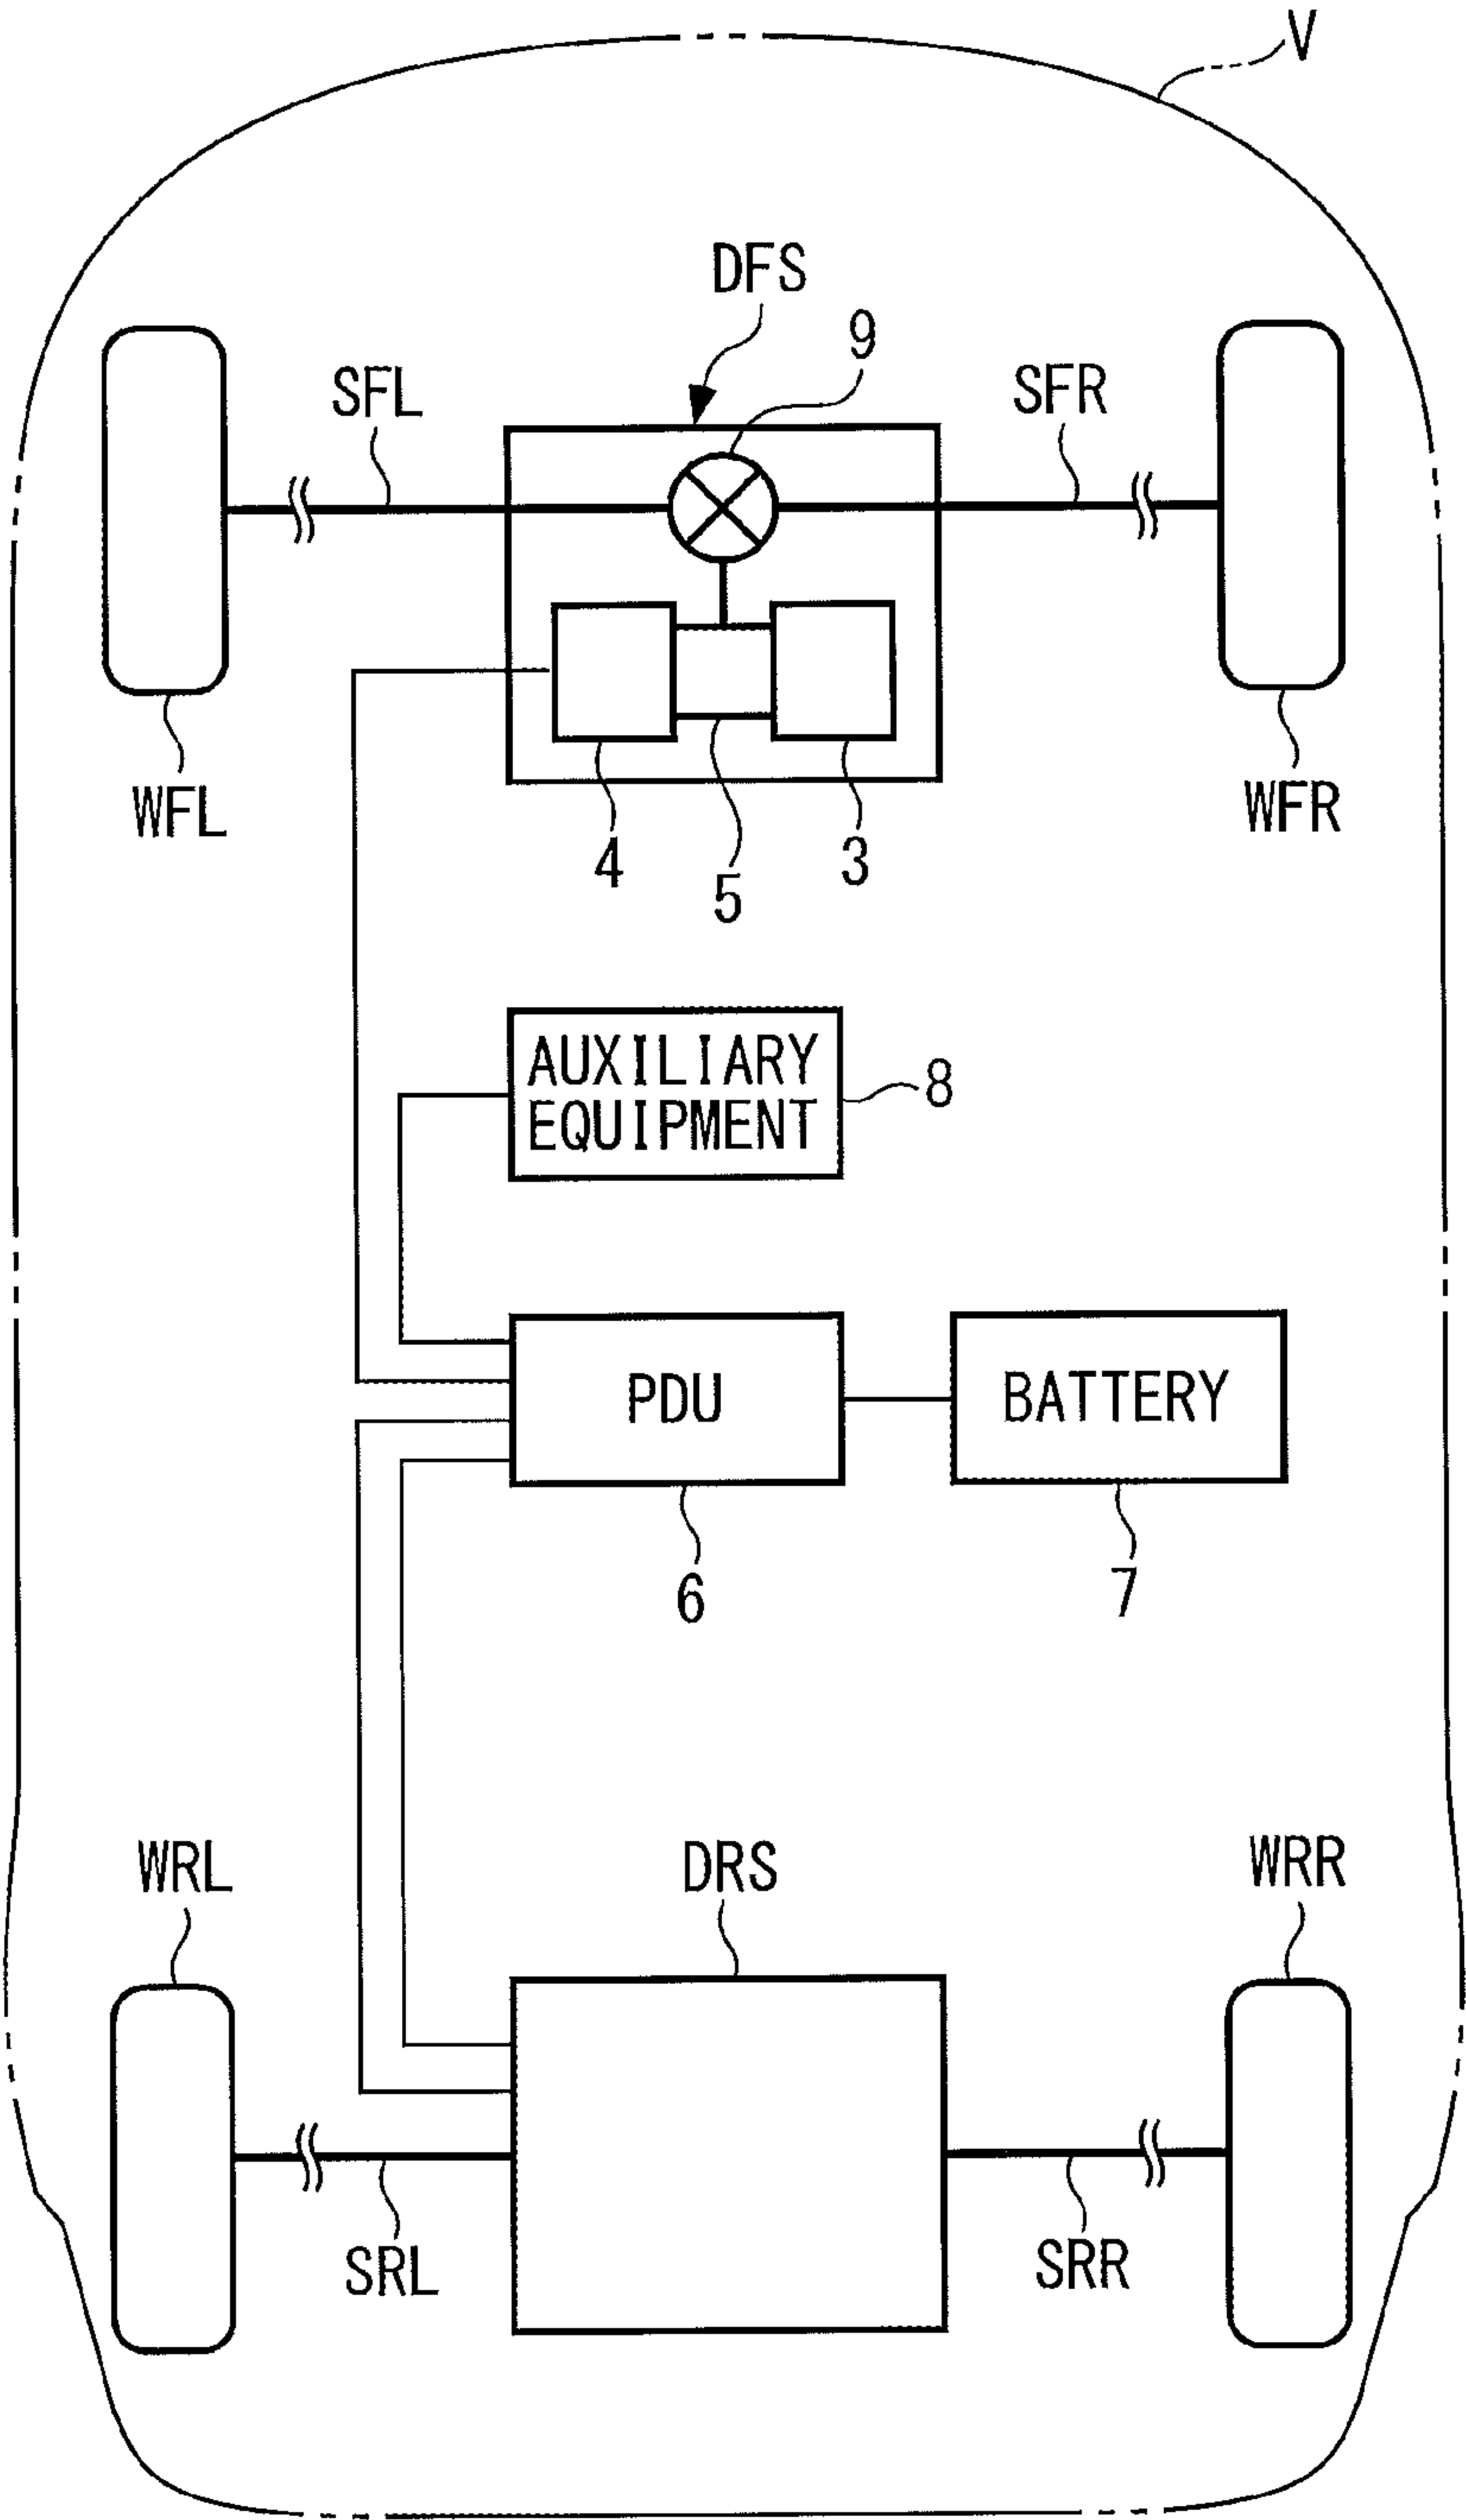 V
DFS
9
SFL
SFR
WFL
WFR
4
5
3
AUXILIARY
EQUIPMENT
8
PDU
BATTERY
6
7
WRL
DRS
WRR
SRL
SRR